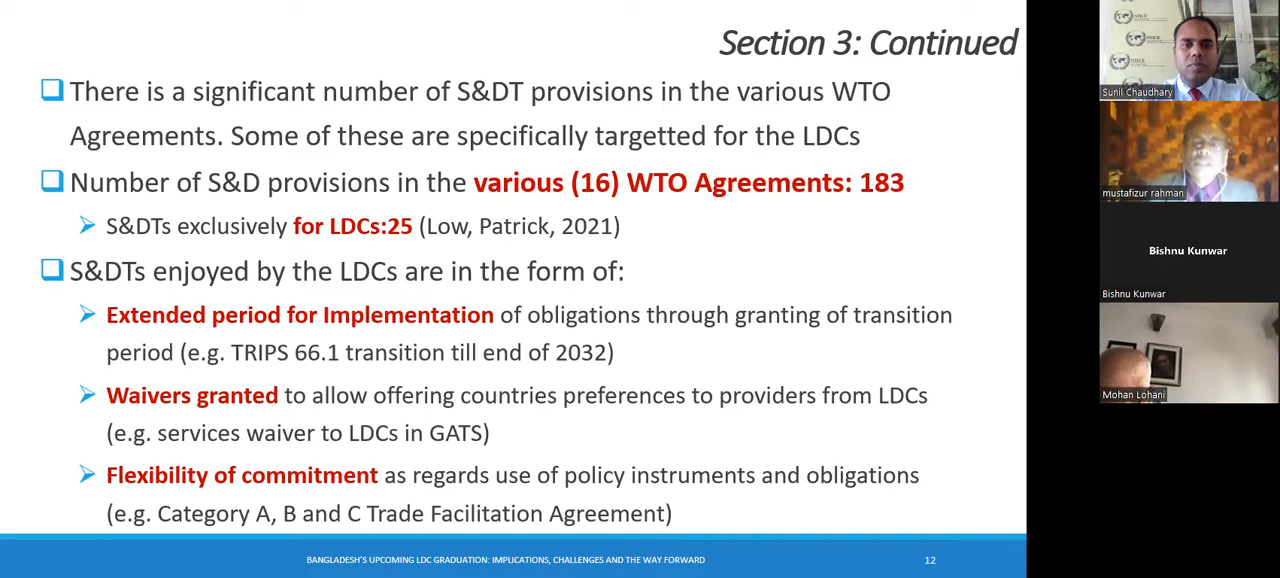 Section 3: Continued
There is a significant number of S&DT provisions in the various WTO
Agreements. Some of these are specifically targetted for the LDCs
Number of S&D provisions in the various (16) WTO Agreements: 183
S&DTs exclusively for LDCs:25 (Low, Patrick, 2021)
S&DTs enjoyed by the LDCs are in the form of:
Extended period for Implementation of obligations through granting of transition
period (e.g. TRIPS 66.1 transition till end of 2032)
Waivers granted to allow offering countries preferences to providers from LDCs
(e.g. services waiver to LDCs in GATS)
Flexibility of commitment as regards use of policy instruments and obligations
(e.g. Category A, B and C Trade Facilitation Agreement)
BANGLADESH'S UPCOMING LDC GRADUATION: IMPLICATIONS, CHALLENGES AND THE WAY FORWARD
12
Sunil Chaudhary
mustafizur rahman
Bishnu Kunwar
Bishnu Kunwar
Mohan Lohani